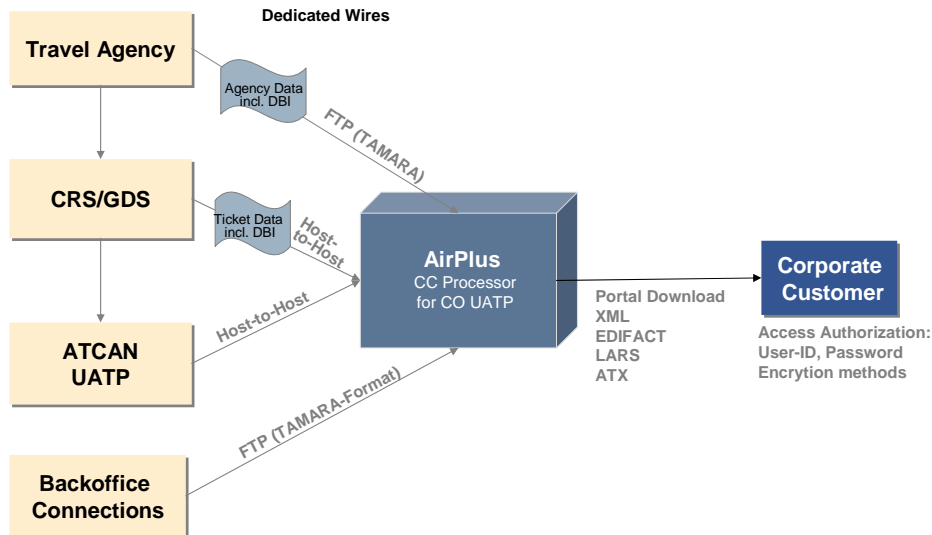 Dedicated Wires
Travel Agency
Agency Data
incl. DBI
FTP (TAMARA)
CRS/GDS
Ticket Data
incl. DBI
Host-
to-Host
AirPlus
CC Processor
for CO UATP
Corporate
Customer
Portal Download
XML
EDIFACT
LARS
ATX
Access Authorization:
User-ID, Password
Encrytion methods
Host-to-Host
ATCAN
UATP
FTP (TAMARA-Format)
Backoffice
Connections